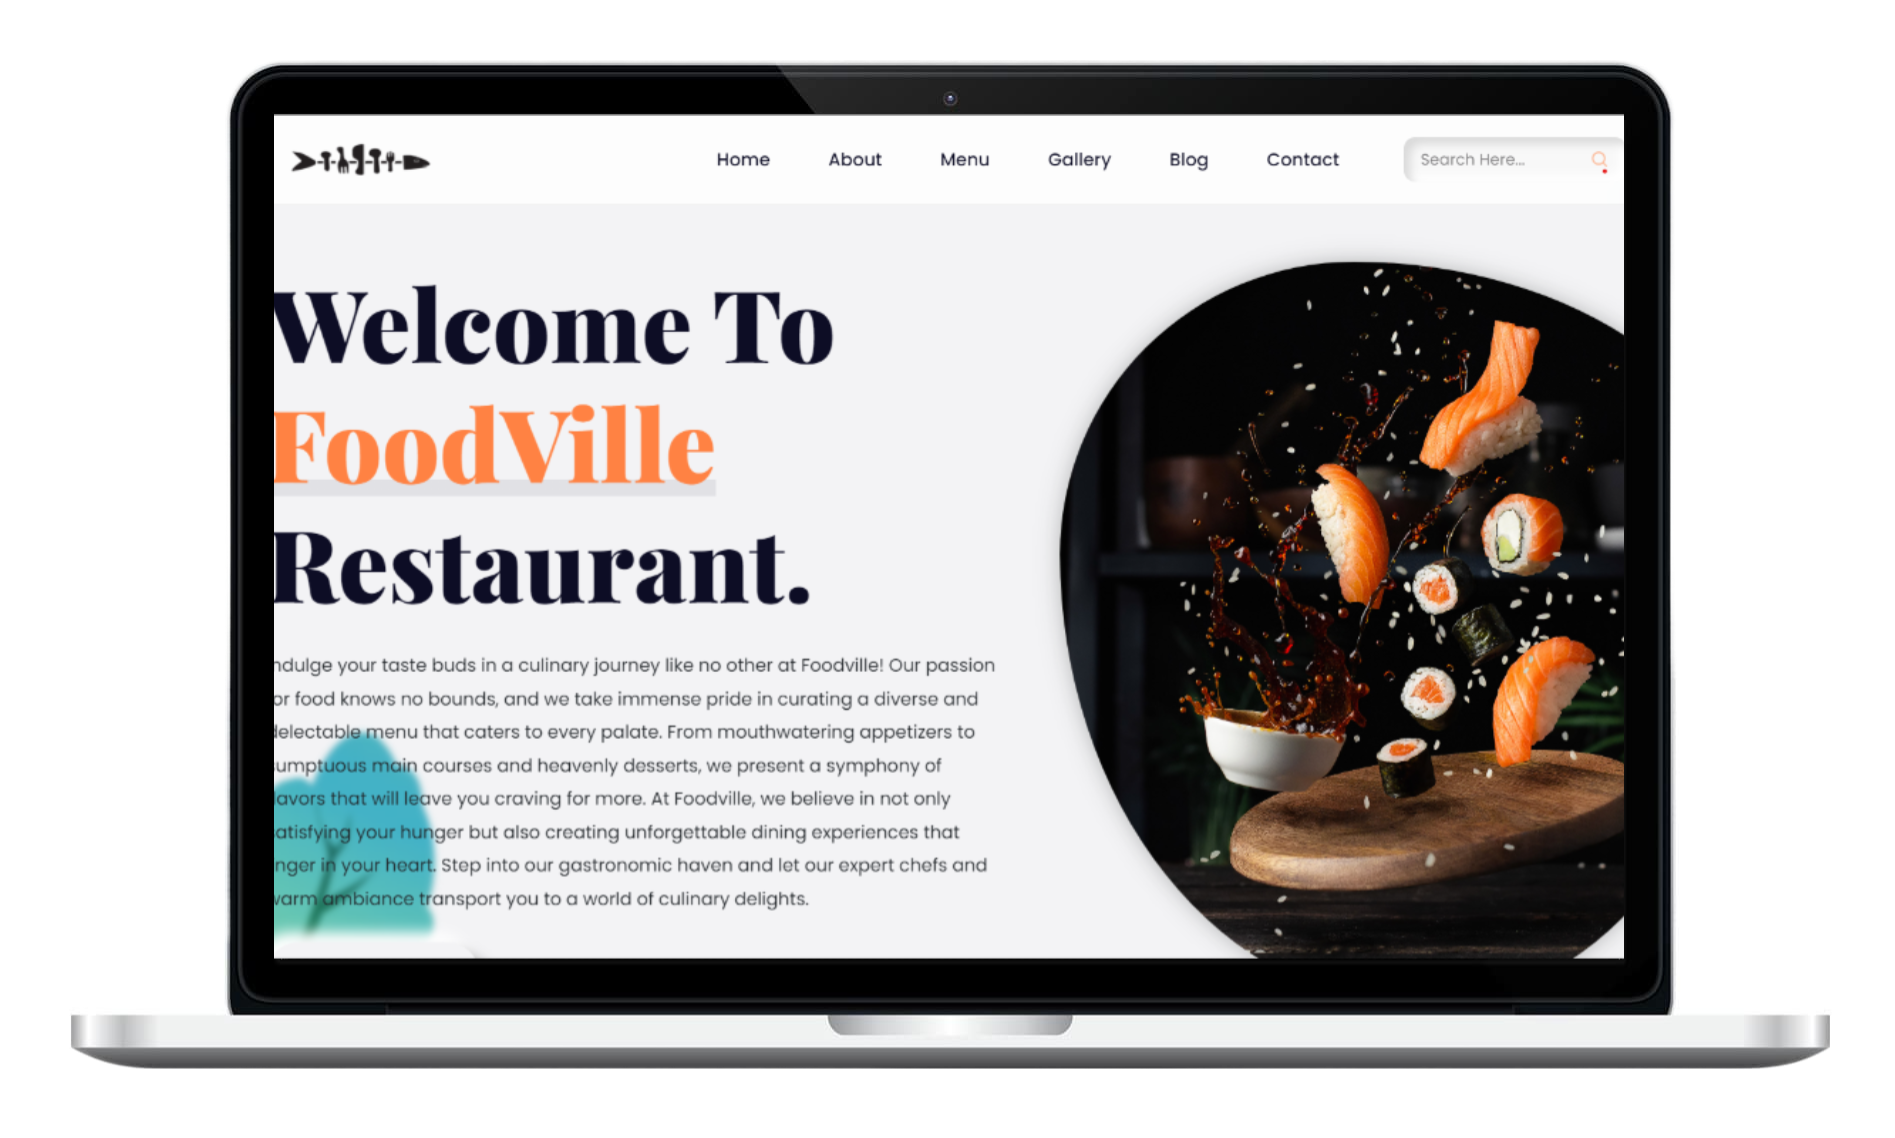 Home About Menu Gallery Blog Contact Search Here...
Welcome To
FoodVille
Restaurant.
ndulge your taste buds in a culinary journey like no other at Foodville! Our passion
or food knows no bounds, and we take immense pride in curating a diverse and
delectable menu that caters to every palate. From mouthwatering appetizers to
sumptuous main courses and heavenly desserts, we present a symphony of
lavors that will leave you craving for more. At Foodville, we believe in not only
satisfying your hunger but also creating unforgettable dining experiences that
nger in your heart. Step into our gastronomic haven and let our expert chefs and
warm ambiance transport you to a world of culinary delights.